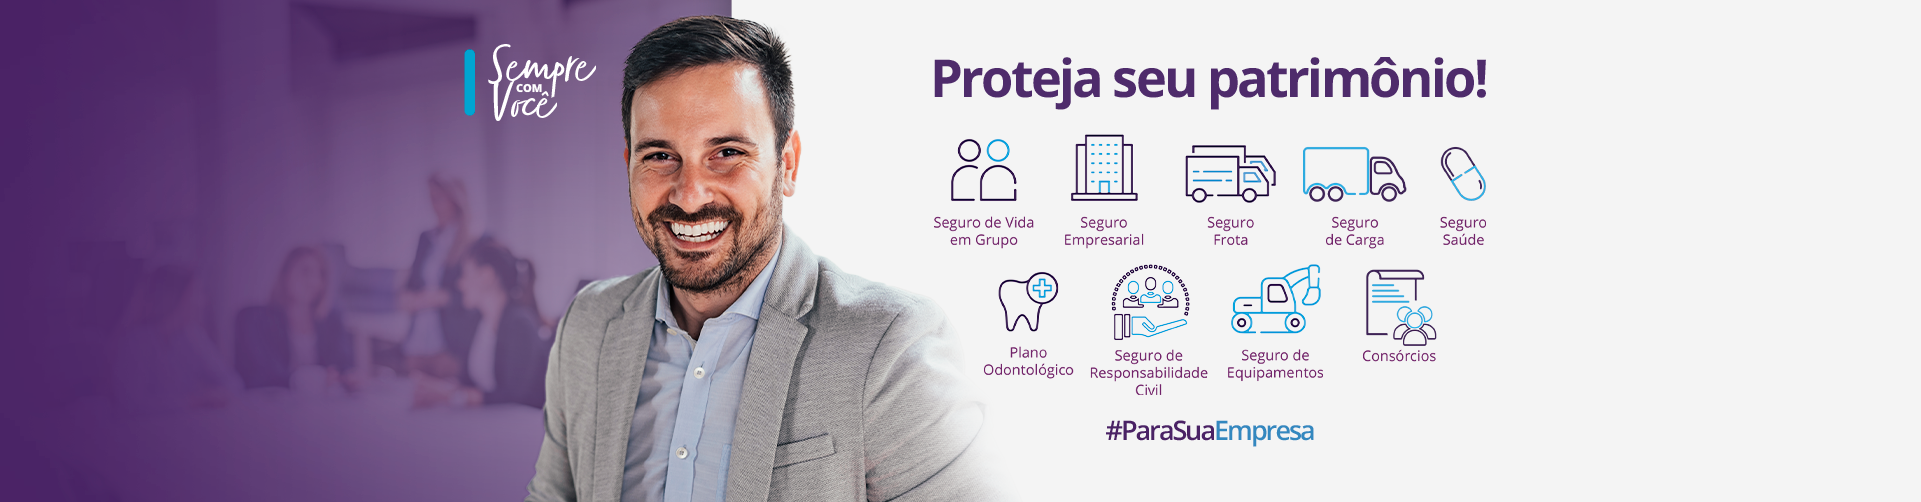 Sempre
COM
Você
Proteja seu patrimônio!
Seguro de Vida
em Grupo
Seguro
Empresarial
Seguro
Frota
Seguro
de Carga
Seguro
Saúde
Plano
Odontológico
Seguro de
Responsabilidade
Civil
Seguro de
Equipamentos
Consórcios
#ParaSuaEmpresa